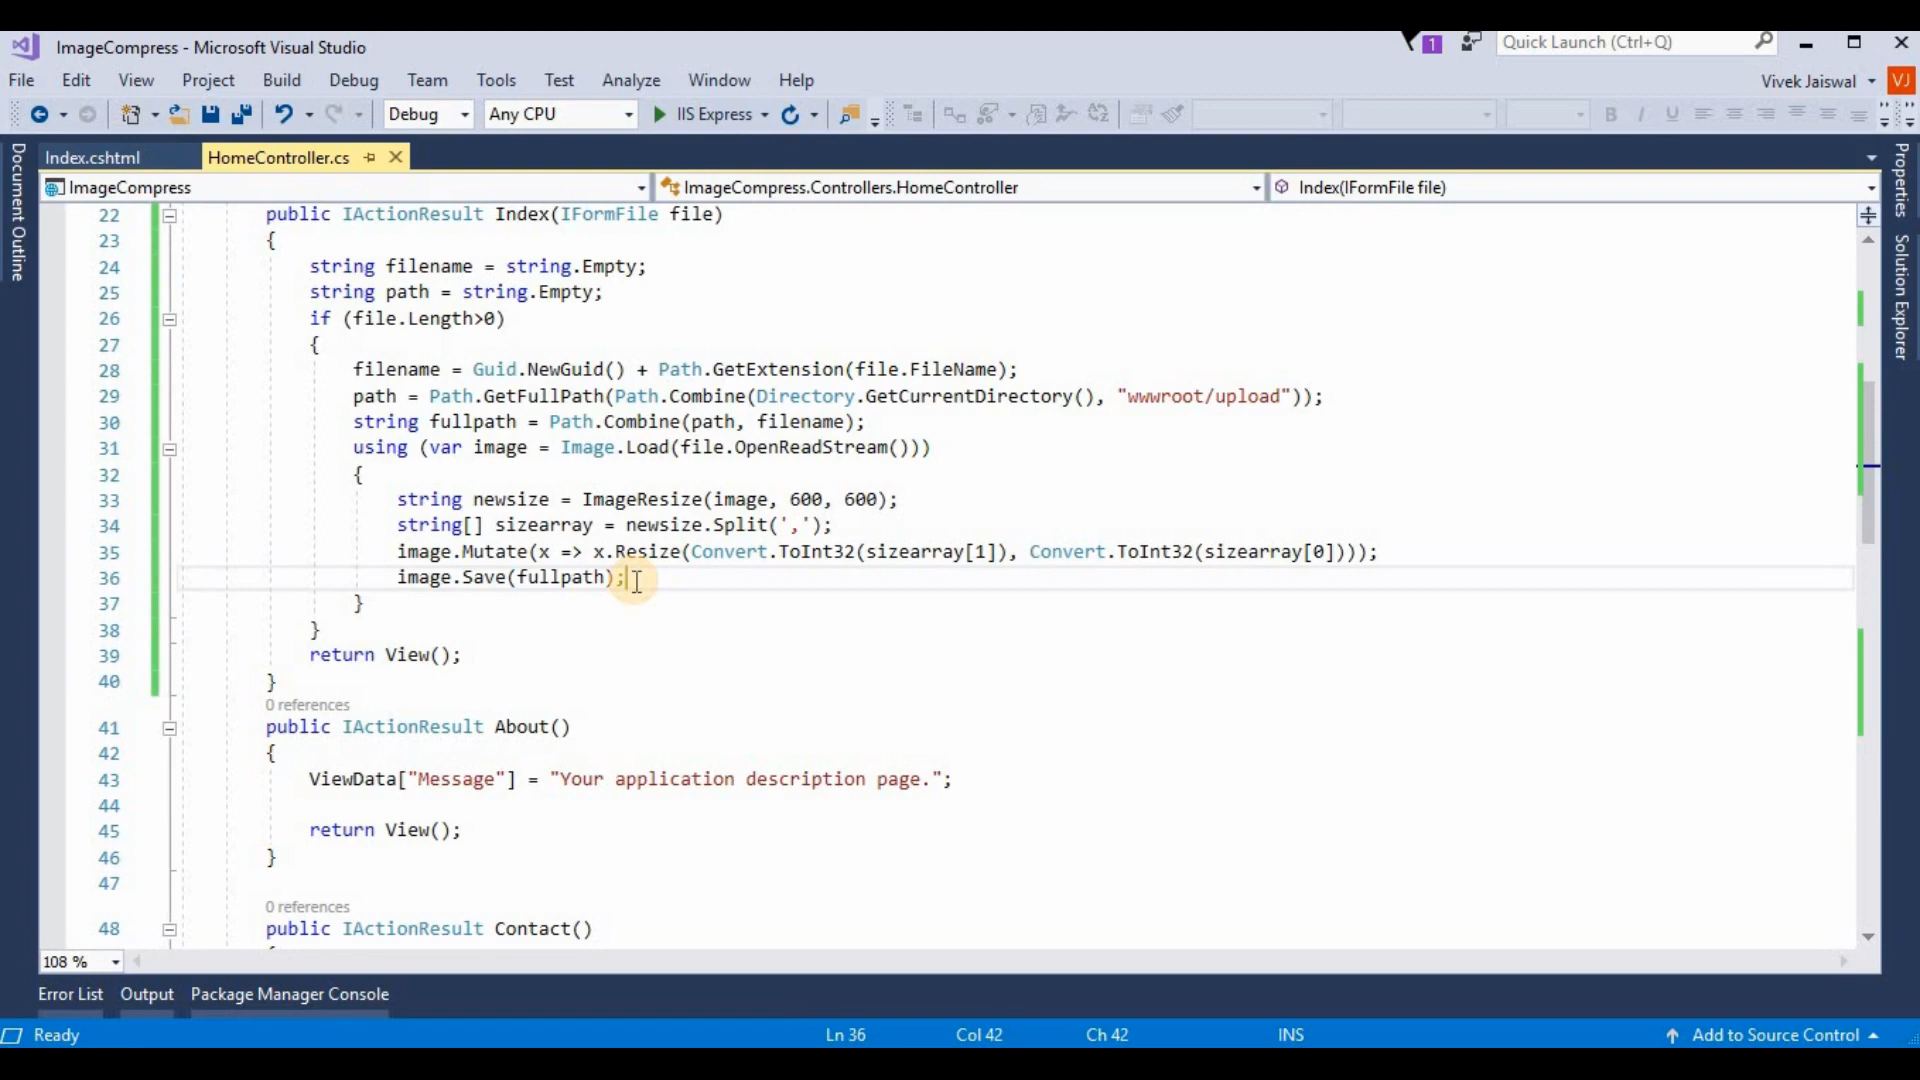 ImageCompress - Microsoft Visual Studio
1
Quick Launch (Ctrl+Q)
File Edit View Project Build Debug Team Tools Test Analyze Window Help
Vivek Jaiswal VJ
Debug Any CPU IIS Express B I U
Document Outline
Index.cshtml HomeController.cs
ImageCompress ImageCompress.Controllers.HomeController Index(IFormFile file)
Properties
Solution Explorer
22 public IActionResult Index(IFormFile file)
23 {
24 string filename = string.Empty;
25 string path = string.Empty;
26 if (file.Length>0)
27 {
28 filename = Guid.NewGuid() + Path.GetExtension(file.FileName);
29 path = Path.GetFullPath(Path.Combine(Directory.GetCurrentDirectory(), "wwwroot/upload"));
30 string fullpath = Path.Combine(path, filename);
31 using (var image = Image.Load(file.OpenReadStream()))
32 {
33 string newsize = ImageResize(image, 600, 600);
34 string[] sizearray = newsize.Split(',');
35 image.Mutate(x => x.Resize(Convert.ToInt32(sizearray[1]), Convert.ToInt32(sizearray[0])));
36 image.Save(fullpath);
37 }
38 }
39 return View();
40 }
0 references
41 public IActionResult About()
42 {
43 ViewData["Message"] = "Your application description page.";
44
45 return View();
46 }
47
0 references
48 public IActionResult Contact()
108 %
Error List Output Package Manager Console
Ready Ln 36 Col 42 Ch 42 INS Add to Source Control